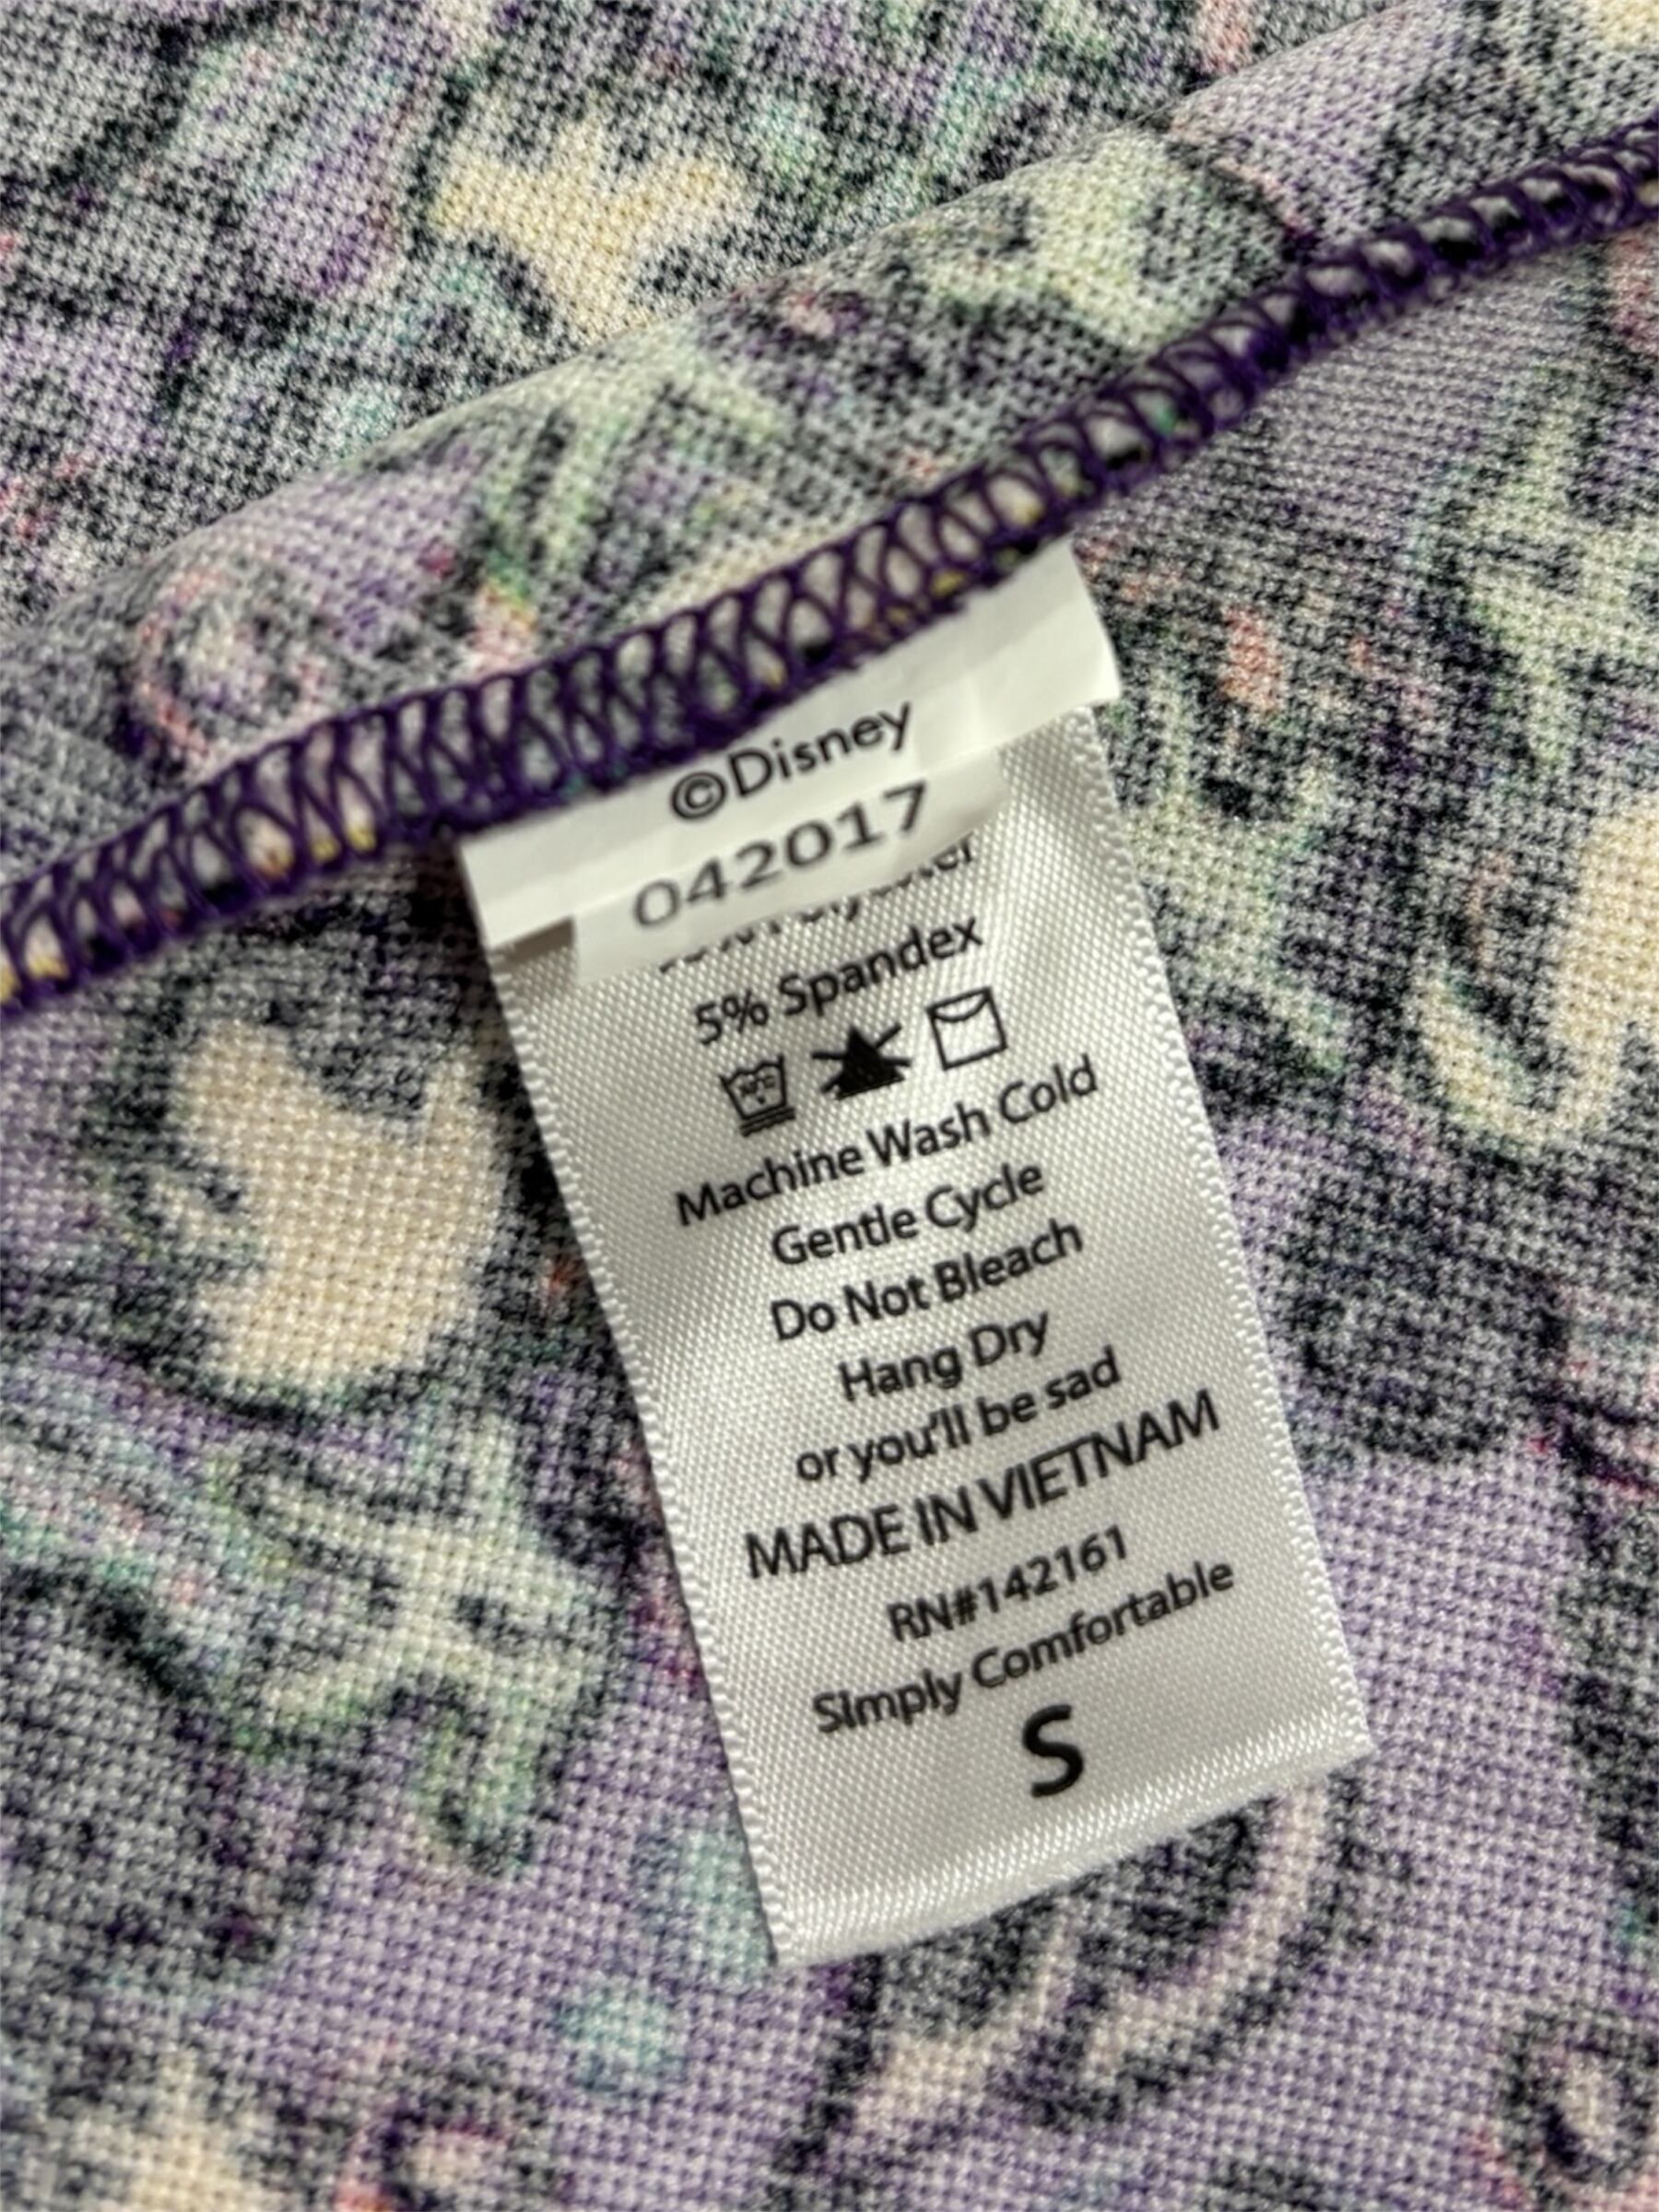 ©Disney
042017
5% Spandex
Machine Wash Cold
Gentle Cycle
Do Not Bleach
Hang Dry
or you'll be sad
MADE IN VIETNAM
RN#142161
Simply Comfortable
S